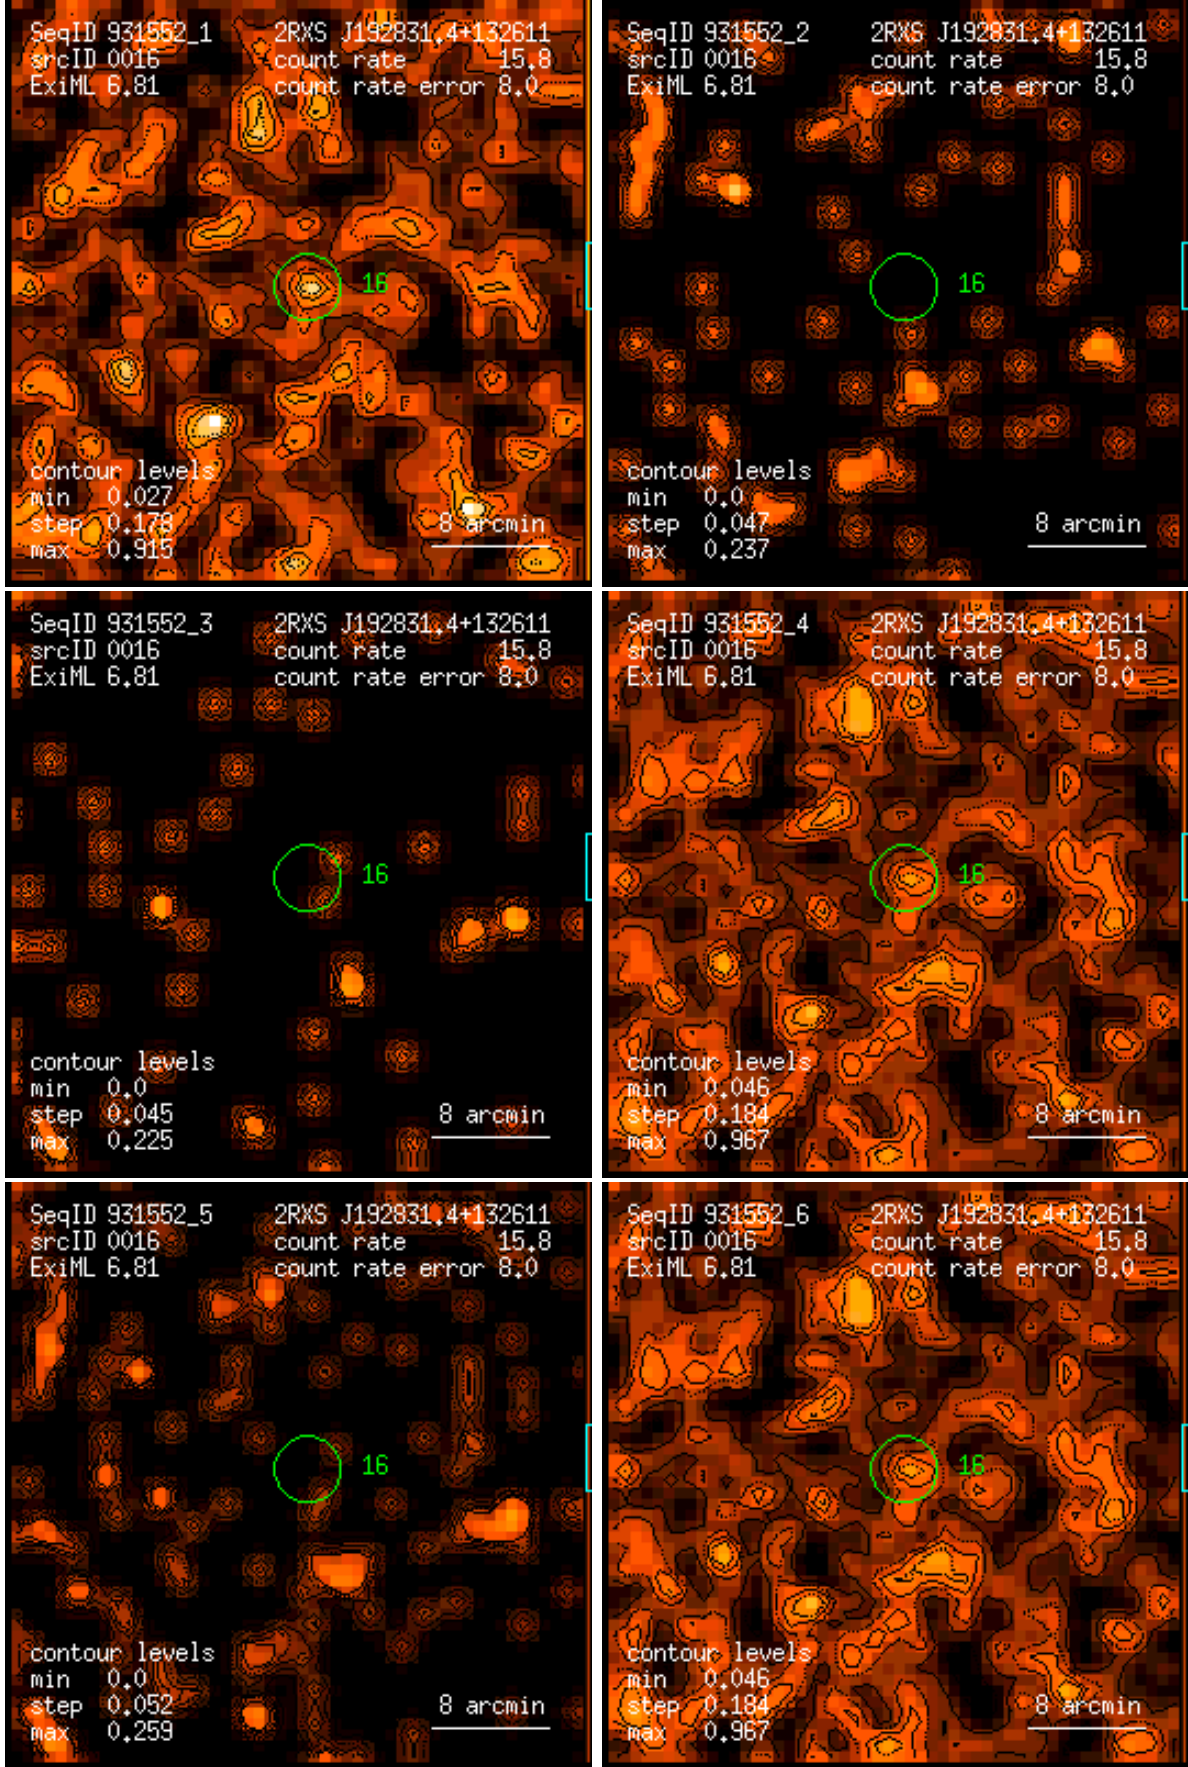 SeqID 931552_1 2RXS J192831.4+132611
srcID 0016 count rate 15.8
ExiML 6.81 count rate error 8.0
16
contour levels
min 0.027
step 0.178
max 0.915
8 arcmin
SeqID 931552_2 2RXS J192831.4+132611
srcID 0016 count rate 15.8
ExiML 6.81 count rate error 8.0
16
contour levels
min 0.0
step 0.047
max 0.237
8 arcmin
SeqID 931552_3 2RXS J192831.4+132611
srcID 0016 count rate 15.8
ExiML 6.81 count rate error 8.0
16
contour levels
min 0.0
step 0.045
max 0.225
8 arcmin
SeqID 931552_4 2RXS J192831.4+132611
srcID 0016 count rate 15.8
ExiML 6.81 count rate error 8.0
16
contour levels
min 0.046
step 0.184
max 0.967
8 arcmin
SeqID 931552_5 2RXS J192831.4+132611
srcID 0016 count rate 15.8
ExiML 6.81 count rate error 8.0
16
contour levels
min 0.0
step 0.052
max 0.259
8 arcmin
SeqID 931552_6 2RXS J192831.4+132611
srcID 0016 count rate 15.8
ExiML 6.81 count rate error 8.0
16
contour levels
min 0.046
step 0.184
max 0.967
8 arcmin